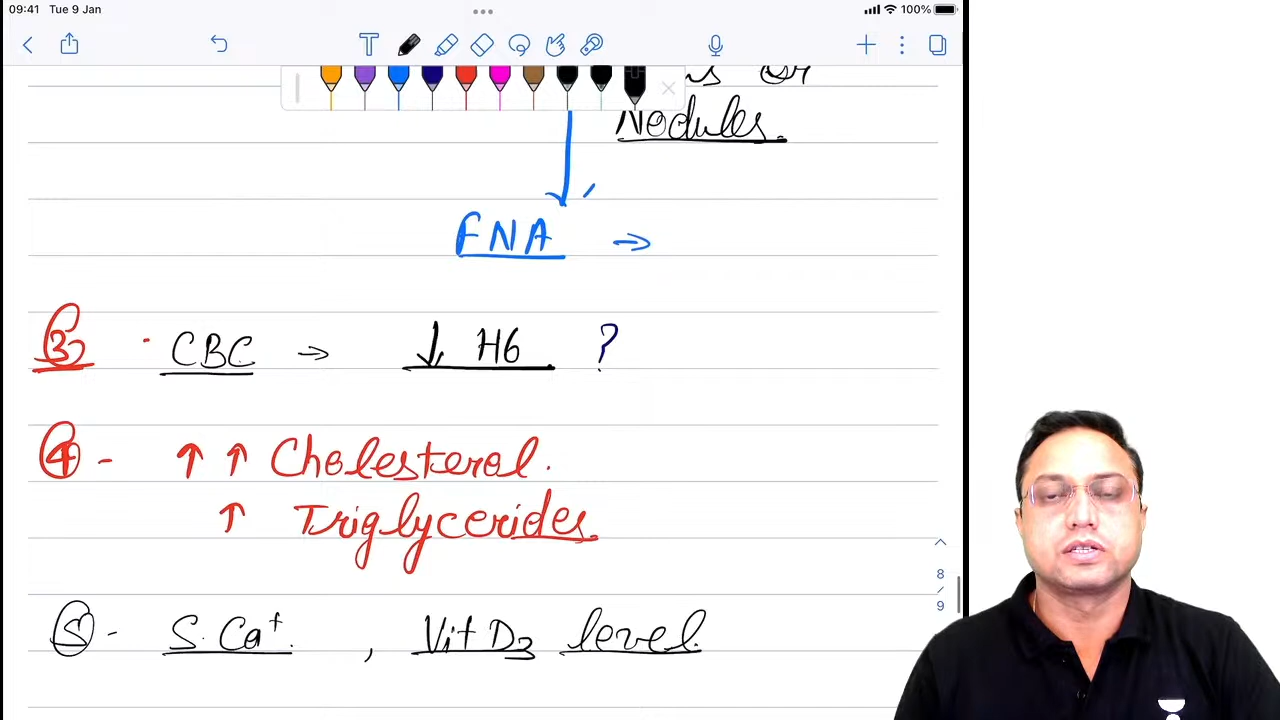 09:41 Tue 9 Jan
100%
or
Nodules.
FNA →
3) · CBC → ↓ Hb ?
④ - ↑ ↑ Cholesterol.
↑ Triglycerides
⑤ - S. Ca⁺ , Vit D₃ level
8
/
9